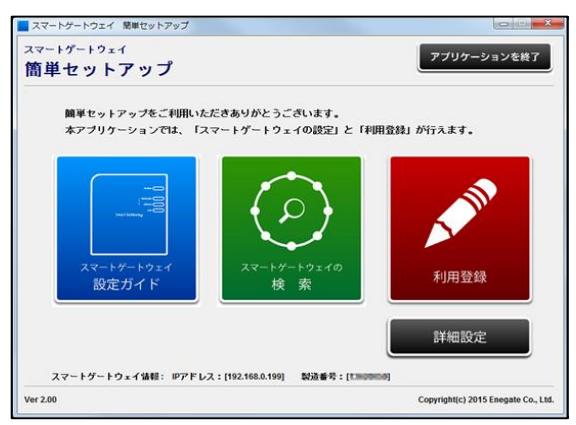 スマートゲートウェイ 簡単セットアップ
スマートゲートウェイ
簡単セットアップ
アプリケーションを終了
簡単セットアップをご利用いただきありがとうございます。
本アプリケーションでは、「スマートゲートウェイの設定」と「利用登録」が行えます。
スマートゲートウェイ
設定ガイド
スマートゲートウェイの
検 索
利用登録
詳細設定
スマートゲートウェイ情報： IPアドレス：[192.168.0.199] 製造番号：[
Ver 2.00
Copyright(c) 2015 Enegate Co., Ltd.